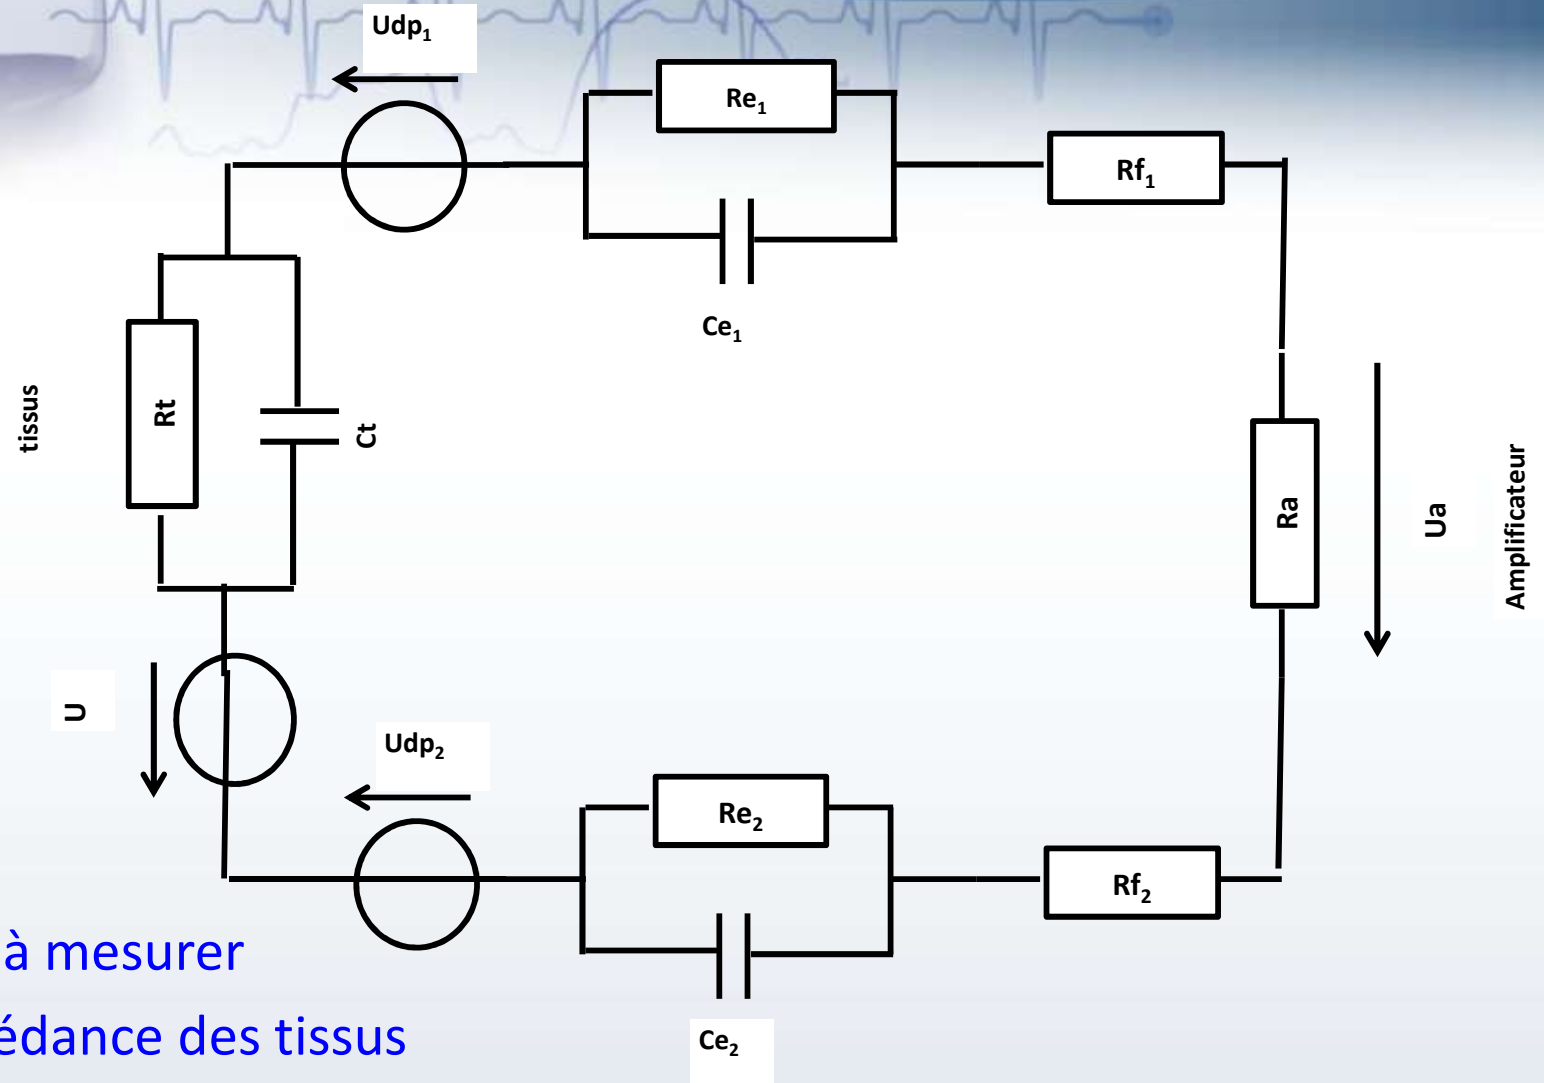 Udp₁
Re₁
Rf₁
Ce₁
tissus
Rt
Ct
Ra
Ua
Amplificateur
U
Udp₂
Re₂
Rf₂
Ce₂
à mesurer
édance des tissus